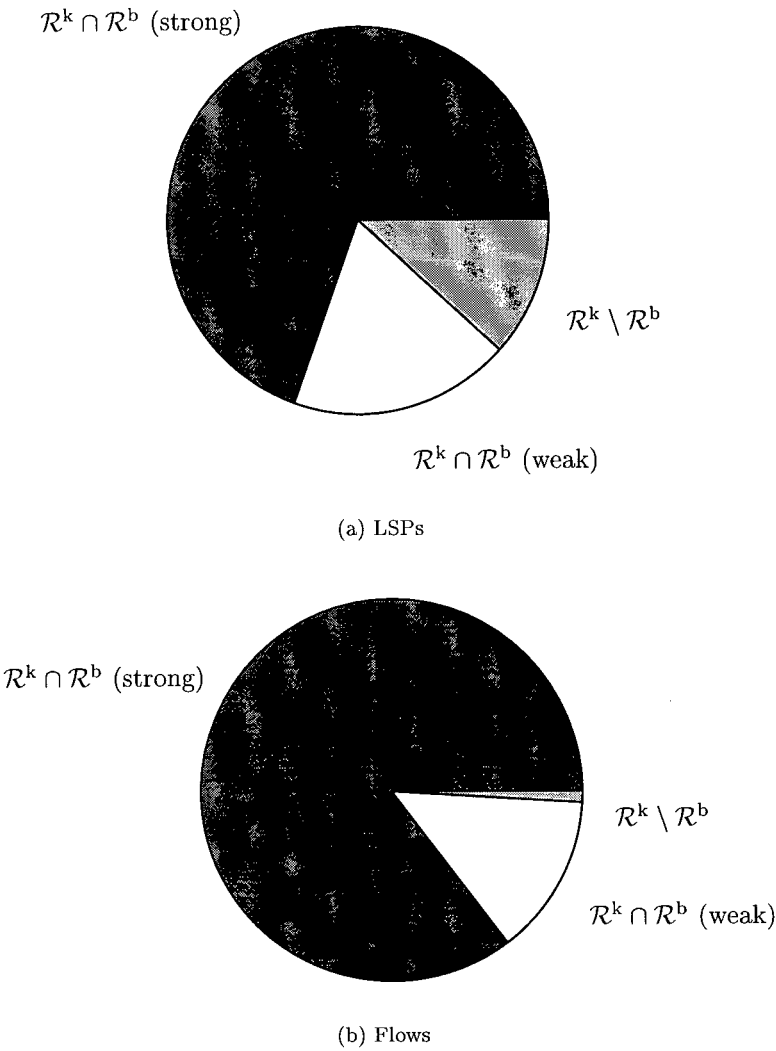 ℛᵏ ∩ ℛᵇ (strong)
ℛᵏ \ ℛᵇ
ℛᵏ ∩ ℛᵇ (weak)
(a) LSPs
ℛᵏ ∩ ℛᵇ (strong)
ℛᵏ \ ℛᵇ
ℛᵏ ∩ ℛᵇ (weak)
(b) Flows